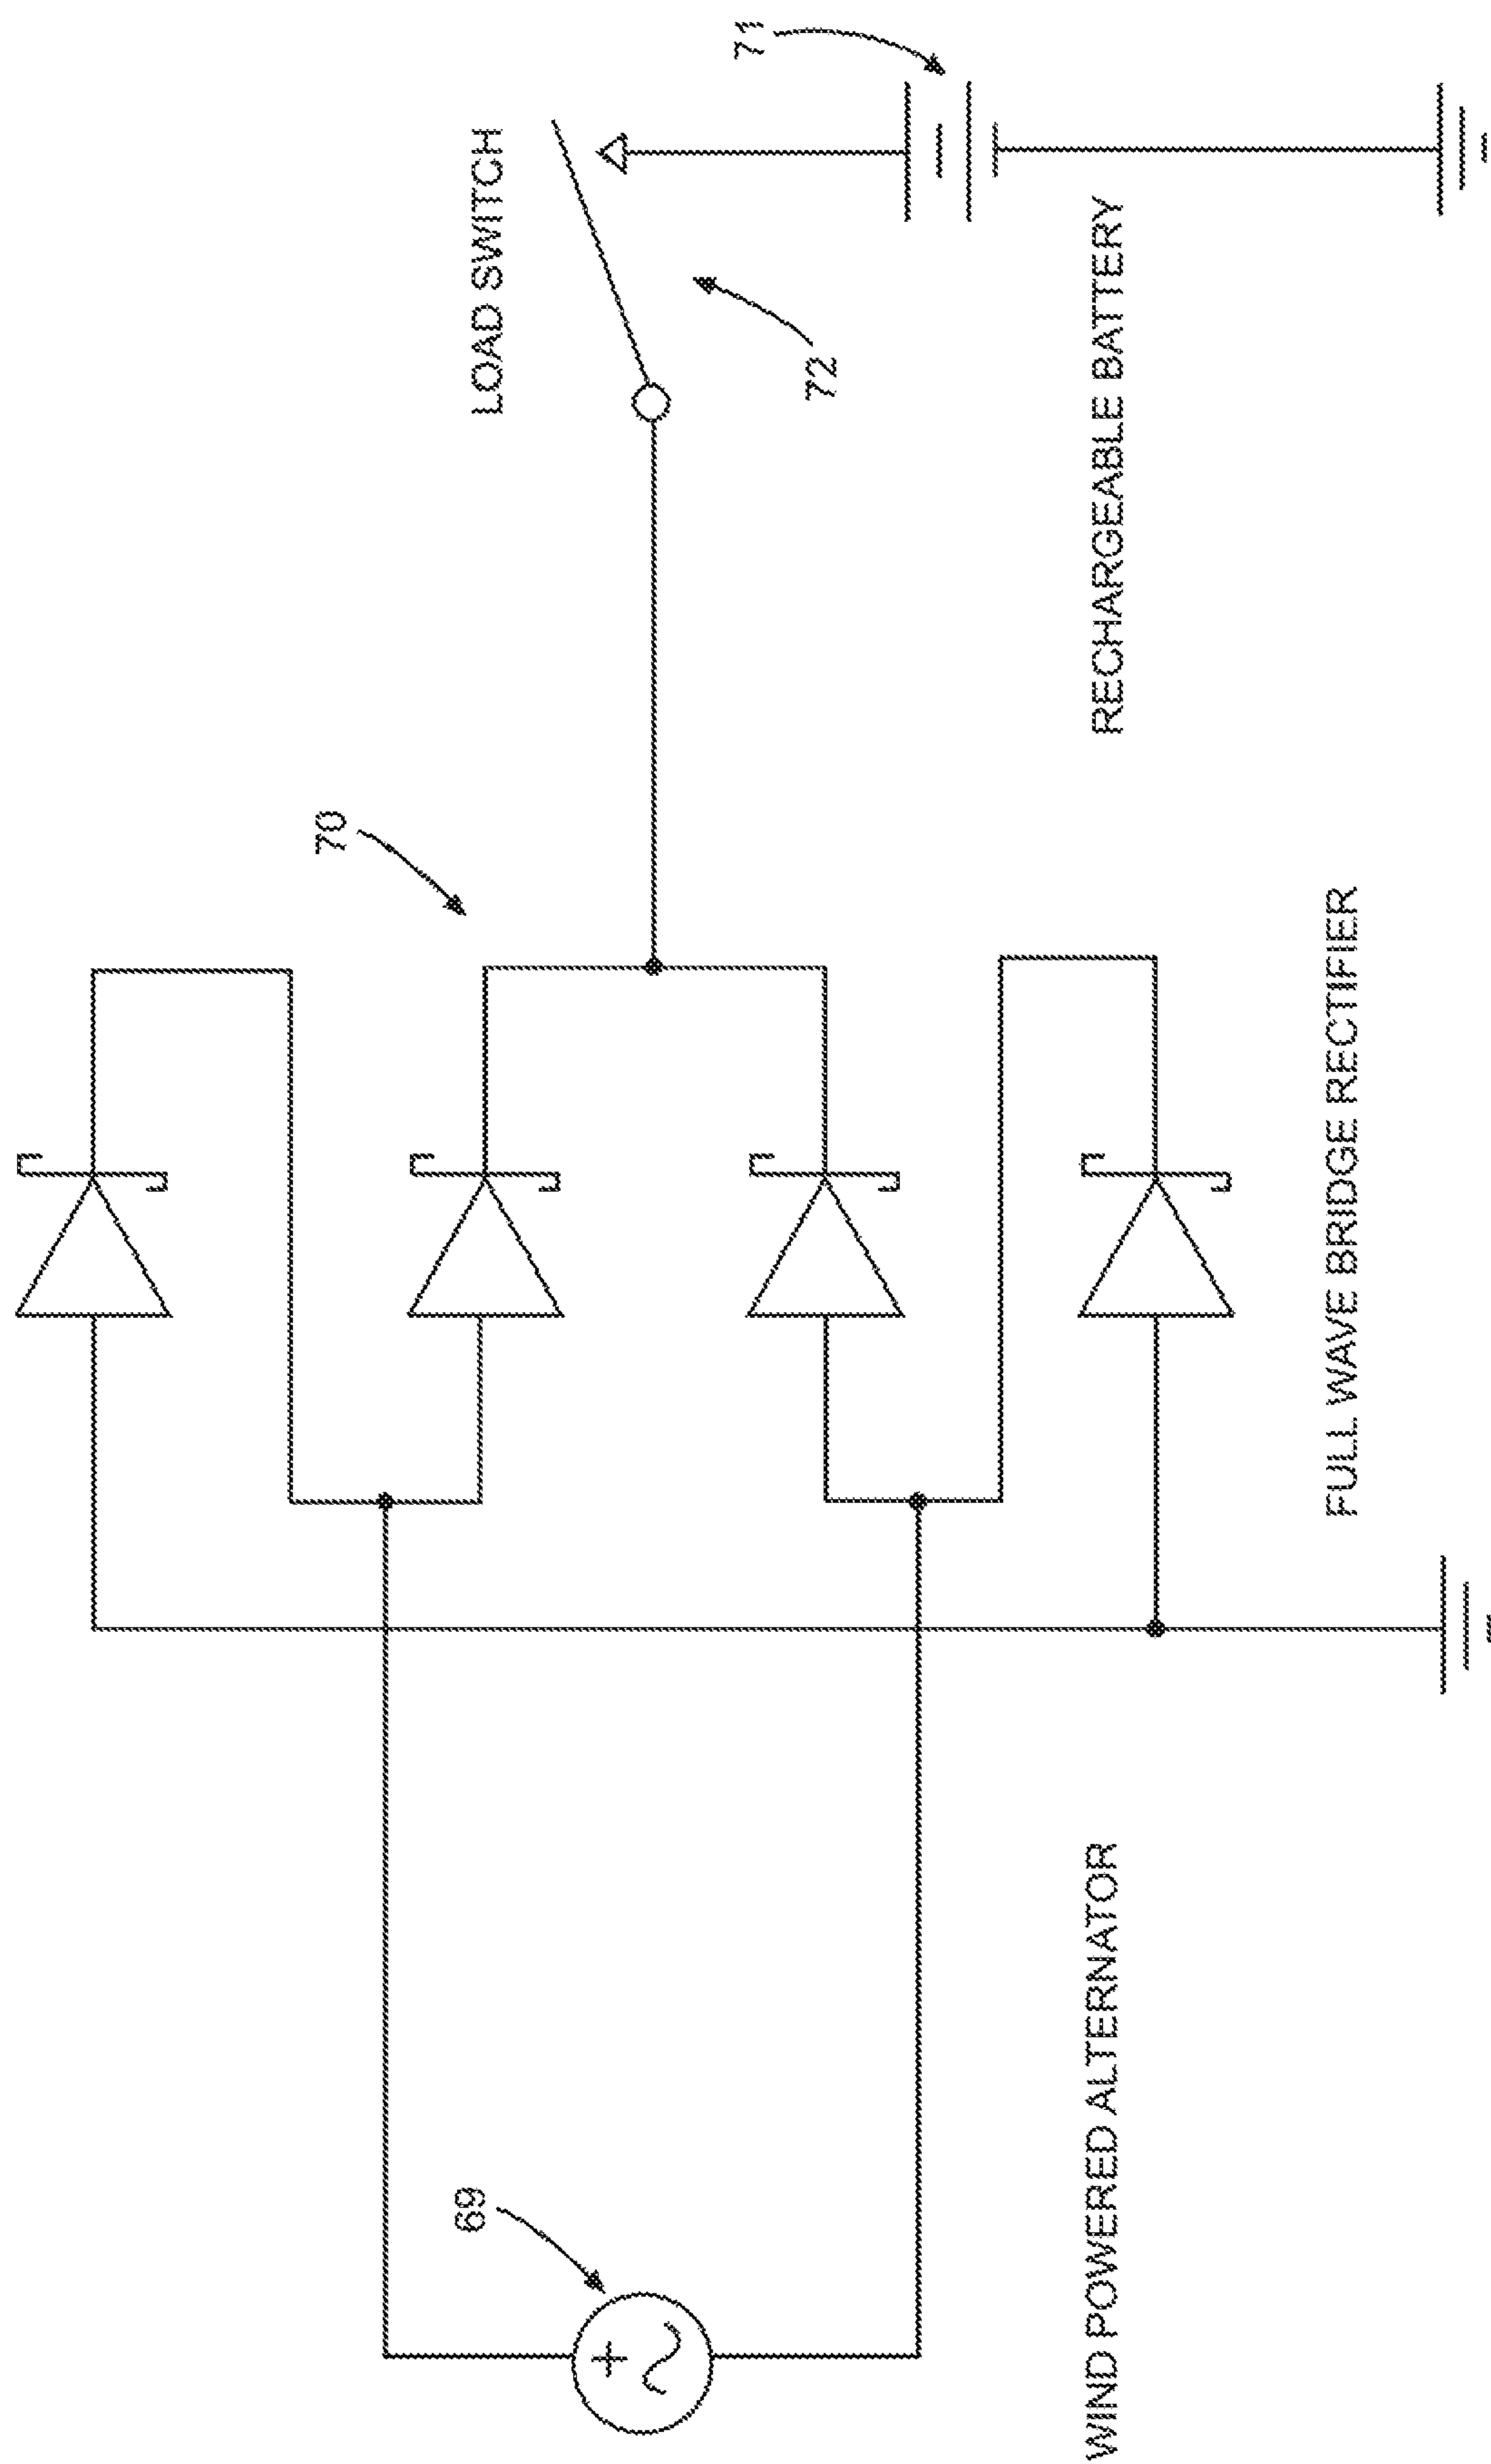 71
LOAD SWITCH
72
RECHARGEABLE BATTERY
70
FULL WAVE BRIDGE RECTIFIER
69
WIND POWERED ALTERNATOR